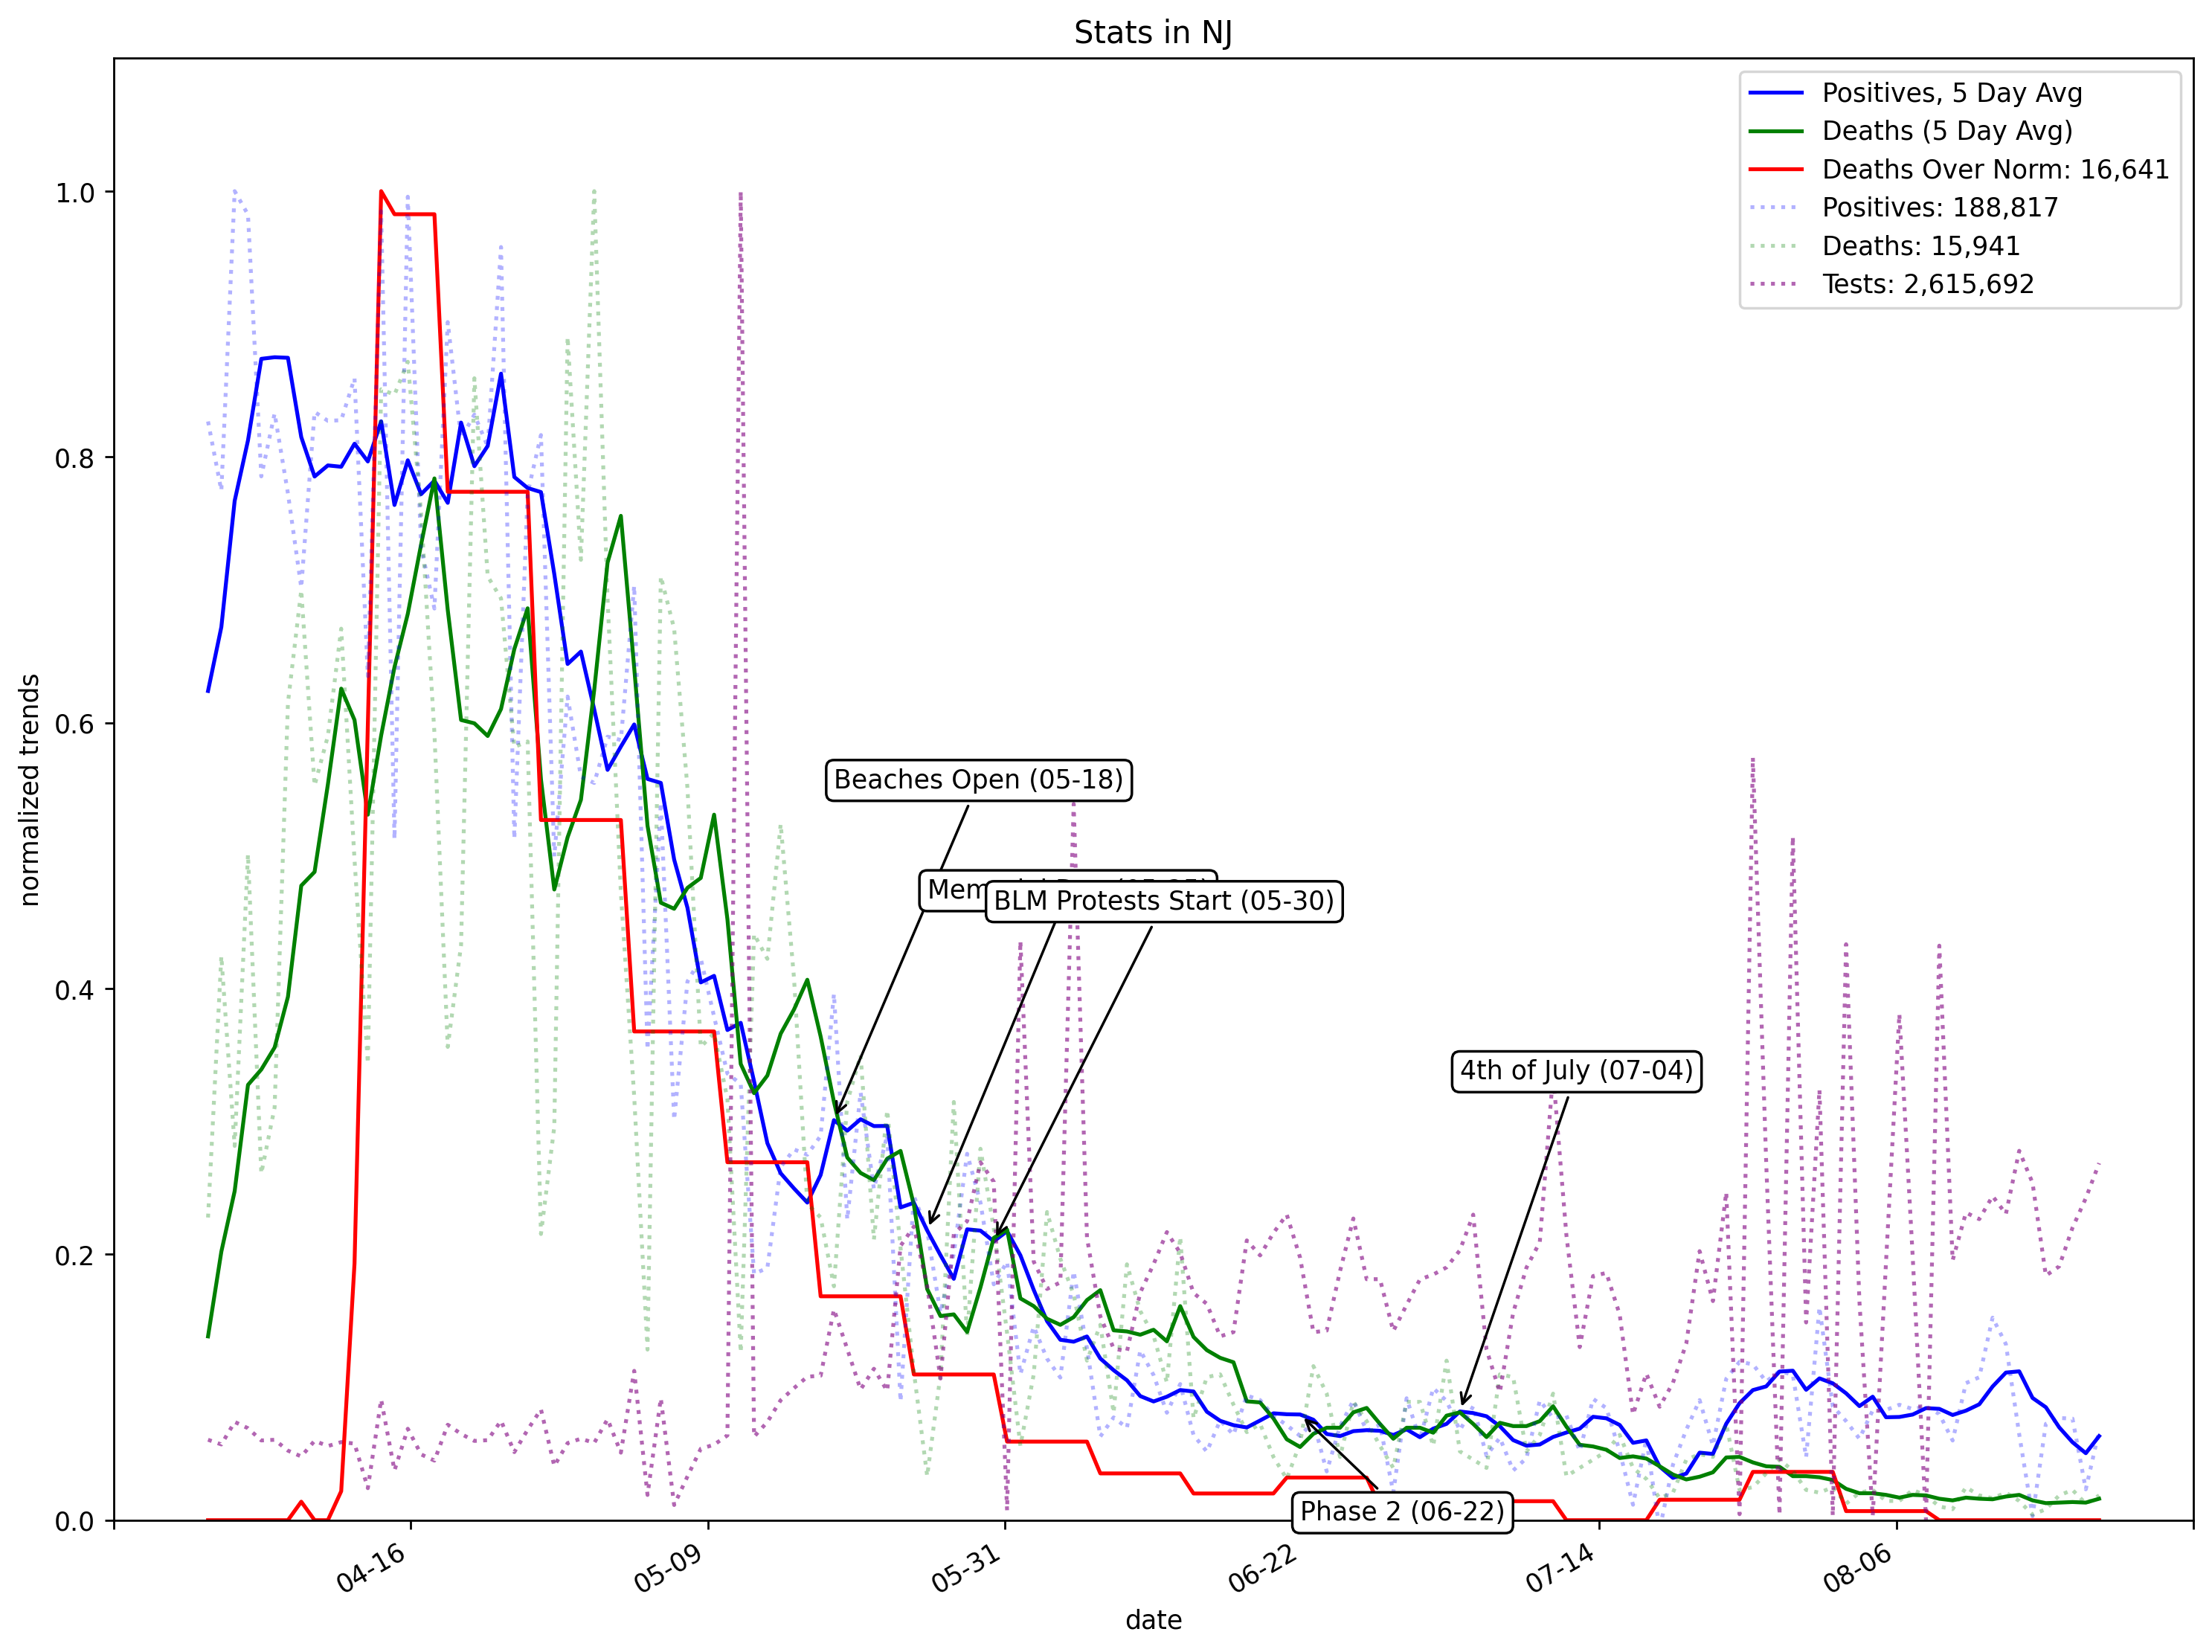 Stats in NJ
Positives, 5 Day Avg
Deaths (5 Day Avg)
Deaths Over Norm: 16,641
Positives: 188,817
Deaths: 15,941
Tests: 2,615,692
normalized trends
1.0
0.8
0.6
0.4
0.2
0.0
Beaches Open (05-18)
Mem
BLM Protests Start (05-30)
4th of July (07-04)
Phase 2 (06-22)
04-16
05-09
05-31
06-22
07-14
08-06
date